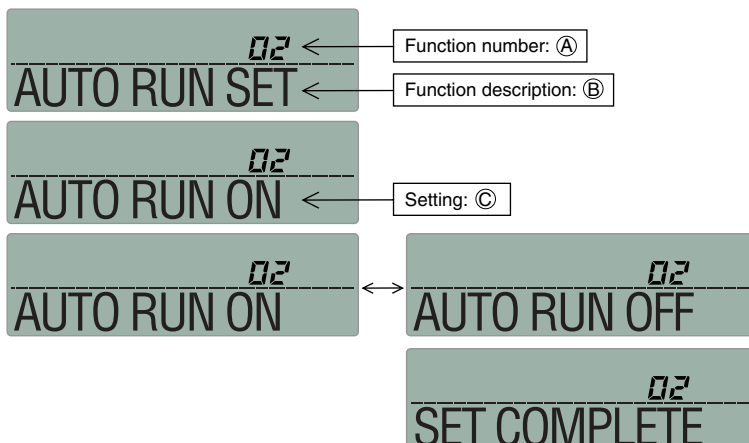 02
Function number: Ⓐ
AUTO RUN SET
Function description: Ⓑ
02
AUTO RUN ON
Setting: Ⓒ
02
AUTO RUN ON
02
AUTO RUN OFF
02
SET COMPLETE